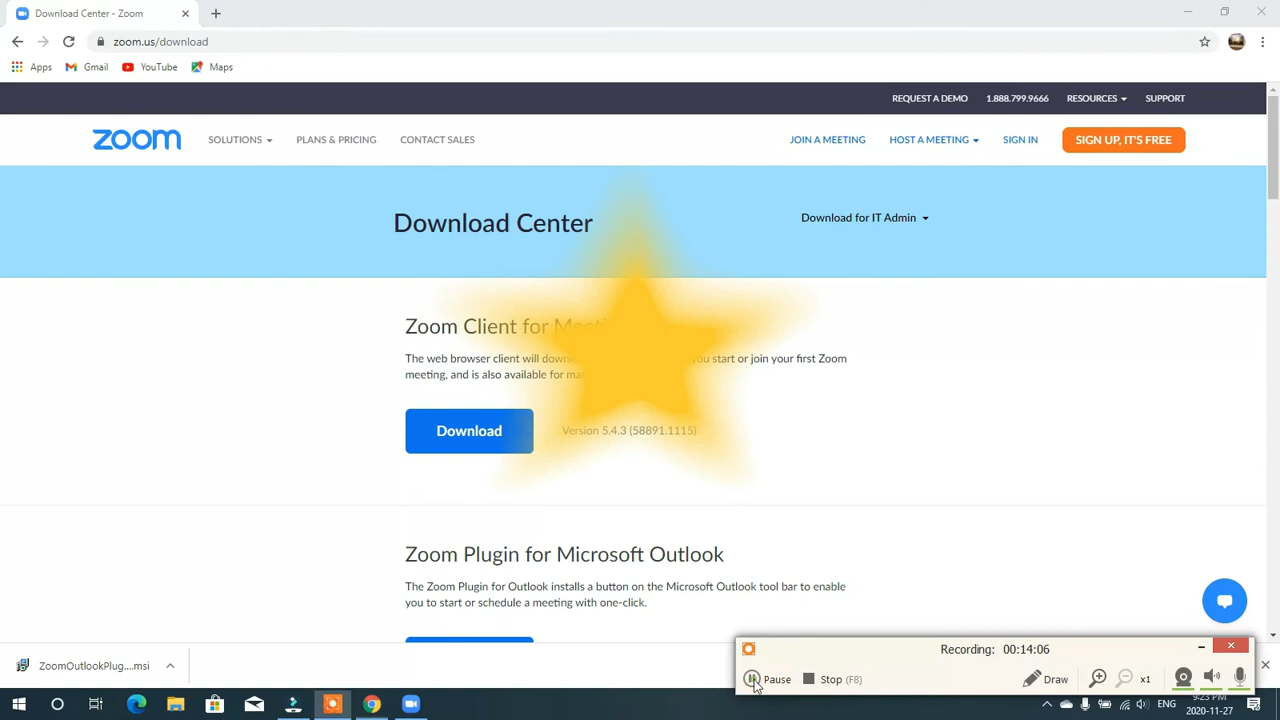 Download Center - Zoom
zoom.us/download
Apps Gmail YouTube Maps
REQUEST A DEMO 1.888.799.9666 RESOURCES SUPPORT
zoom SOLUTIONS PLANS & PRICING CONTACT SALES JOIN A MEETING HOST A MEETING SIGN IN SIGN UP, IT'S FREE
Download Center Download for IT Admin
Zoom Client for
The web browser client will start or join your first Zoom
meeting, and is also available for
Download Version 5.4.3 (58891.1115)
Zoom Plugin for Microsoft Outlook
The Zoom Plugin for Outlook installs a button on the Microsoft Outlook tool bar to enable
you to start or schedule a meeting with one-click.
ZoomOutlookPlug....msi
Recording: 00:14:06
Pause Stop (F8) Draw x1
ENG
9:23 PM
2020-11-27